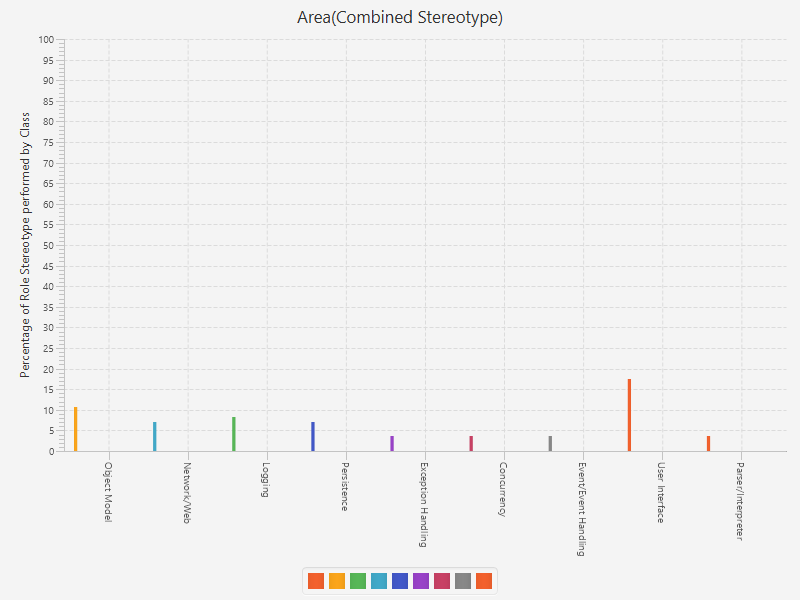 Area(Combined Stereotype)
Percentage of Role Stereotype performed by Class
100
95
90
85
80
75
70
65
60
55
50
45
40
35
30
25
20
15
10
5
0
Object Model
Network/Web
Logging
Persistence
Exception Handling
Concurrency
Event/Event Handling
User Interface
Parser/Interpreter